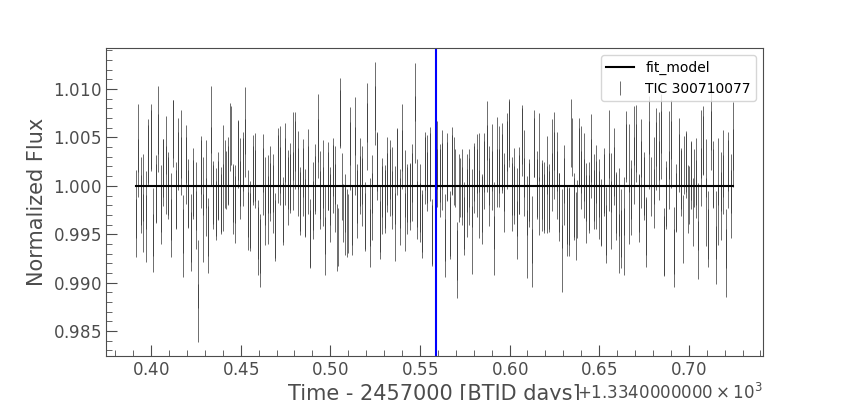 fit_model
TIC 300710077
1.010
1.005
1.000
0.995
0.990
0.985
Normalized Flux
0.40 0.45 0.50 0.55 0.60 0.65 0.70
Time - 2457000 [BTJD days] +1.3340000000 × 10³